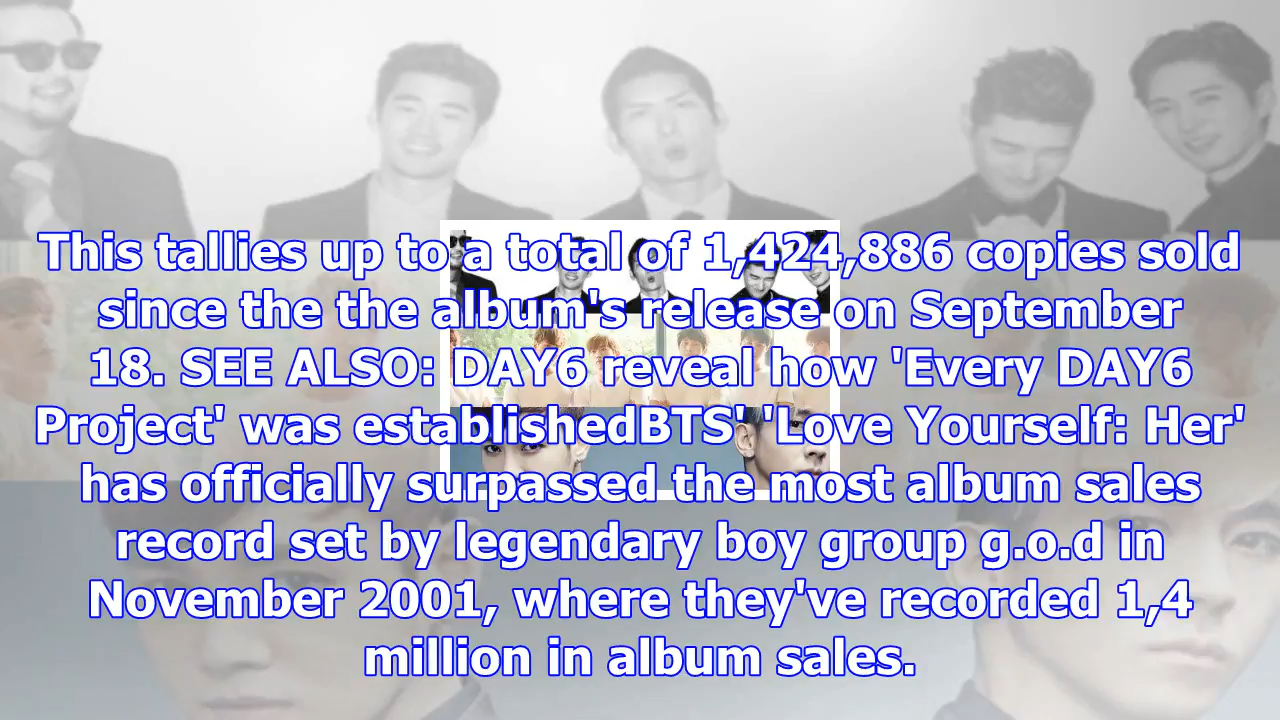 This tallies up to a total of 1,424,886 copies sold
since the the album's release on September
18. SEE ALSO: DAY6 reveal how 'Every DAY6
Project' was establishedBTS' 'Love Yourself: Her'
has officially surpassed the most album sales
record set by legendary boy group g.o.d in
November 2001, where they've recorded 1,4
million in album sales.